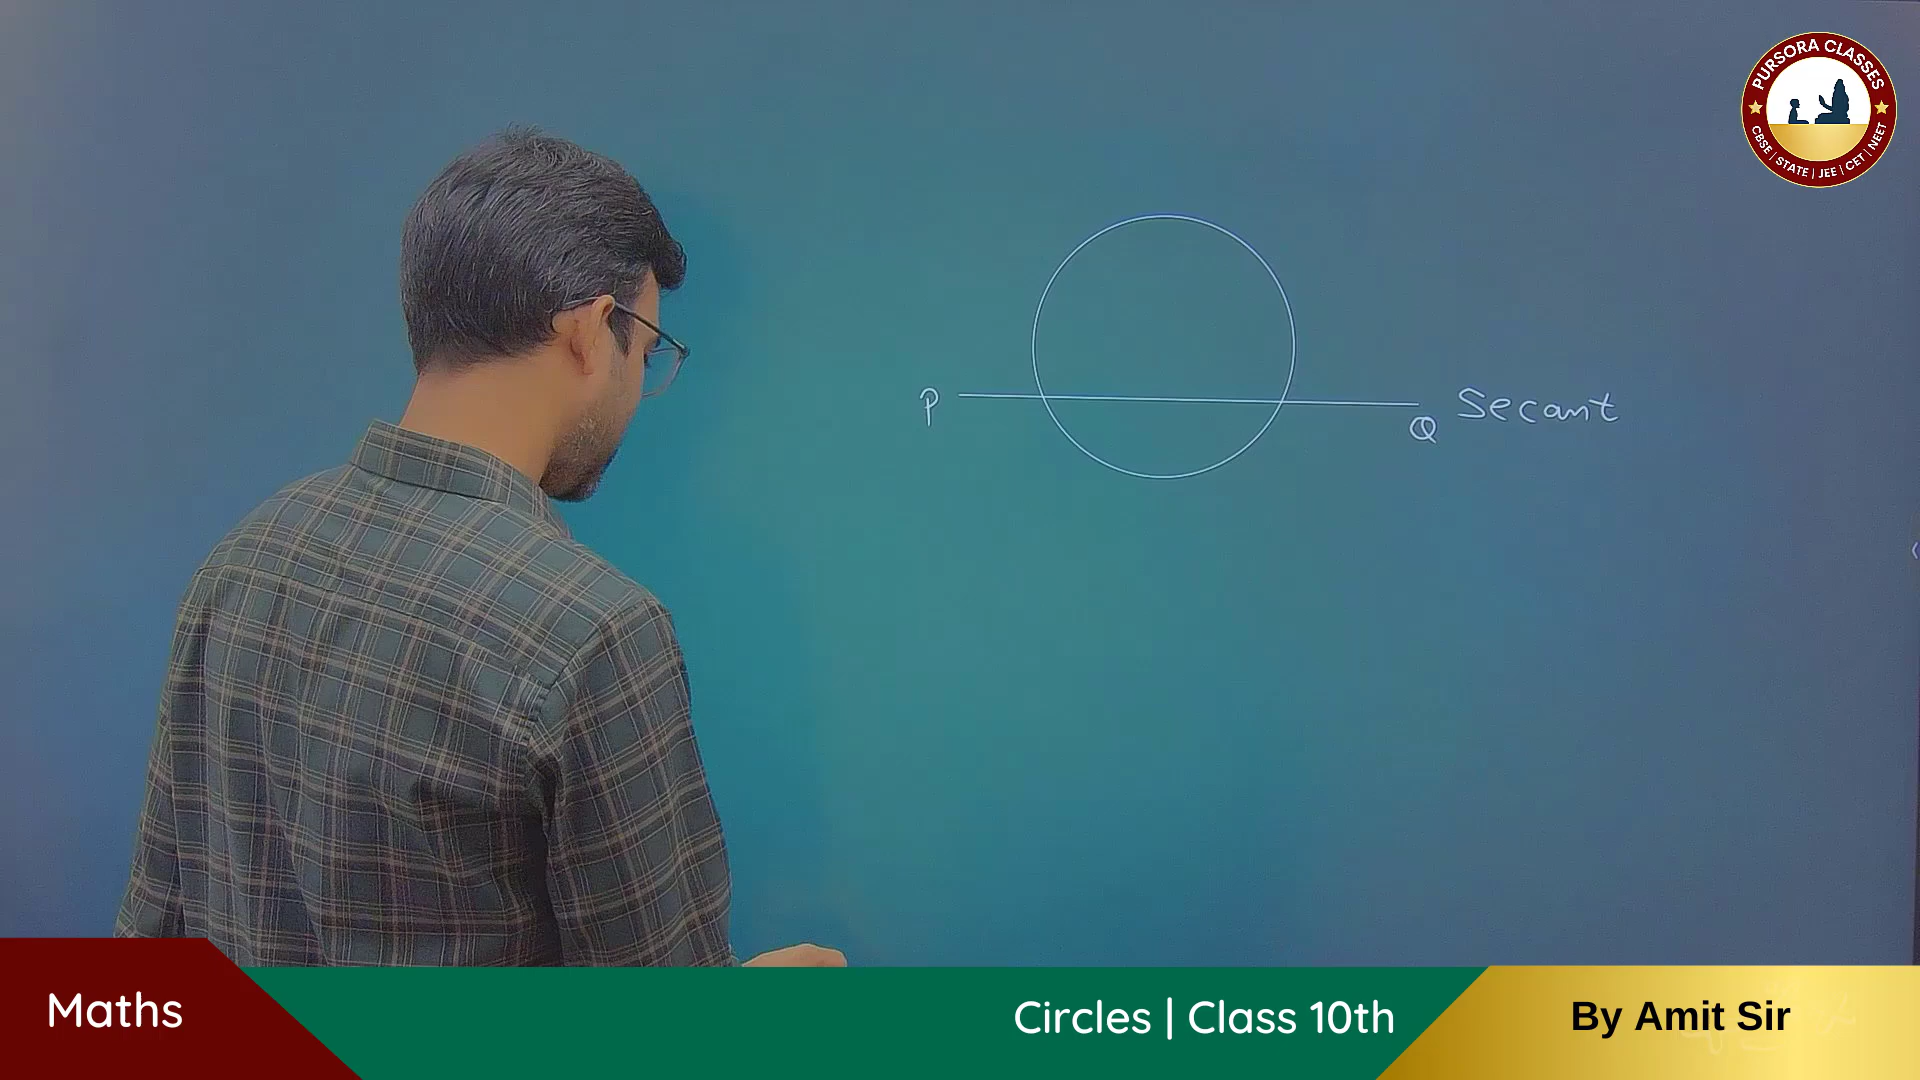 PURSORA CLASSES
CBSE | STATE | JEE | CET | NEET
P
Q
Secant
Maths
Circles | Class 10th
By Amit Sir